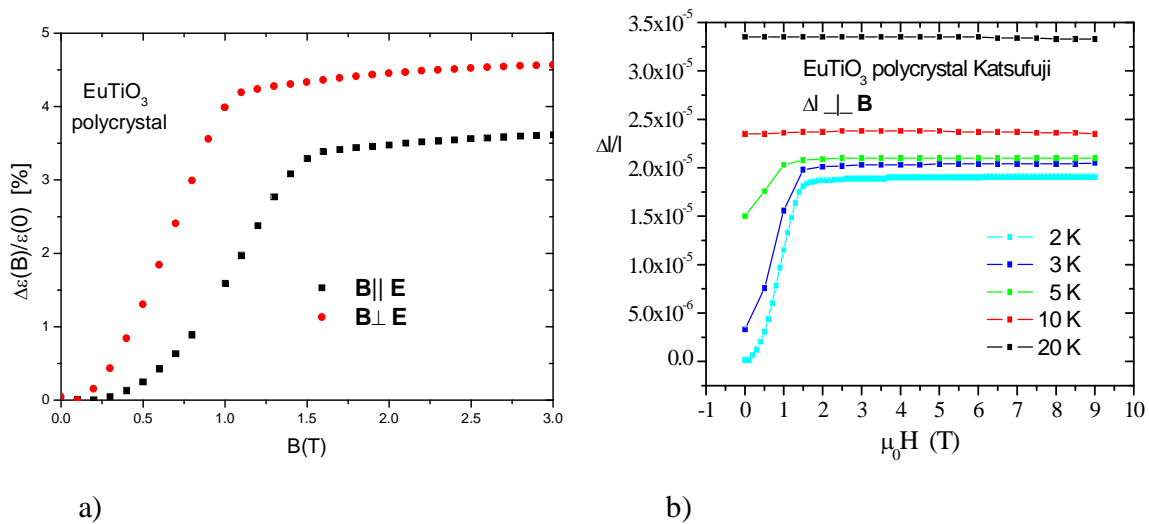 5
4
3
2
1
0
0.0
0.5
1.0
1.5
2.0
2.5
3.0
Δε(B)/ε(0) [%]
B(T)
EuTiO₃
polycrystal
B|| E
B⊥ E
a)
3.5x10⁻⁵
3.0x10⁻⁵
2.5x10⁻⁵
2.0x10⁻⁵
1.5x10⁻⁵
1.0x10⁻⁵
5.0x10⁻⁶
0.0
-1
0
1
2
3
4
5
6
7
8
9
10
Δl/l
μ₀H (T)
EuTiO₃ polycrystal Katsufuji
Δl _|_ B
2 K
3 K
5 K
10 K
20 K
b)